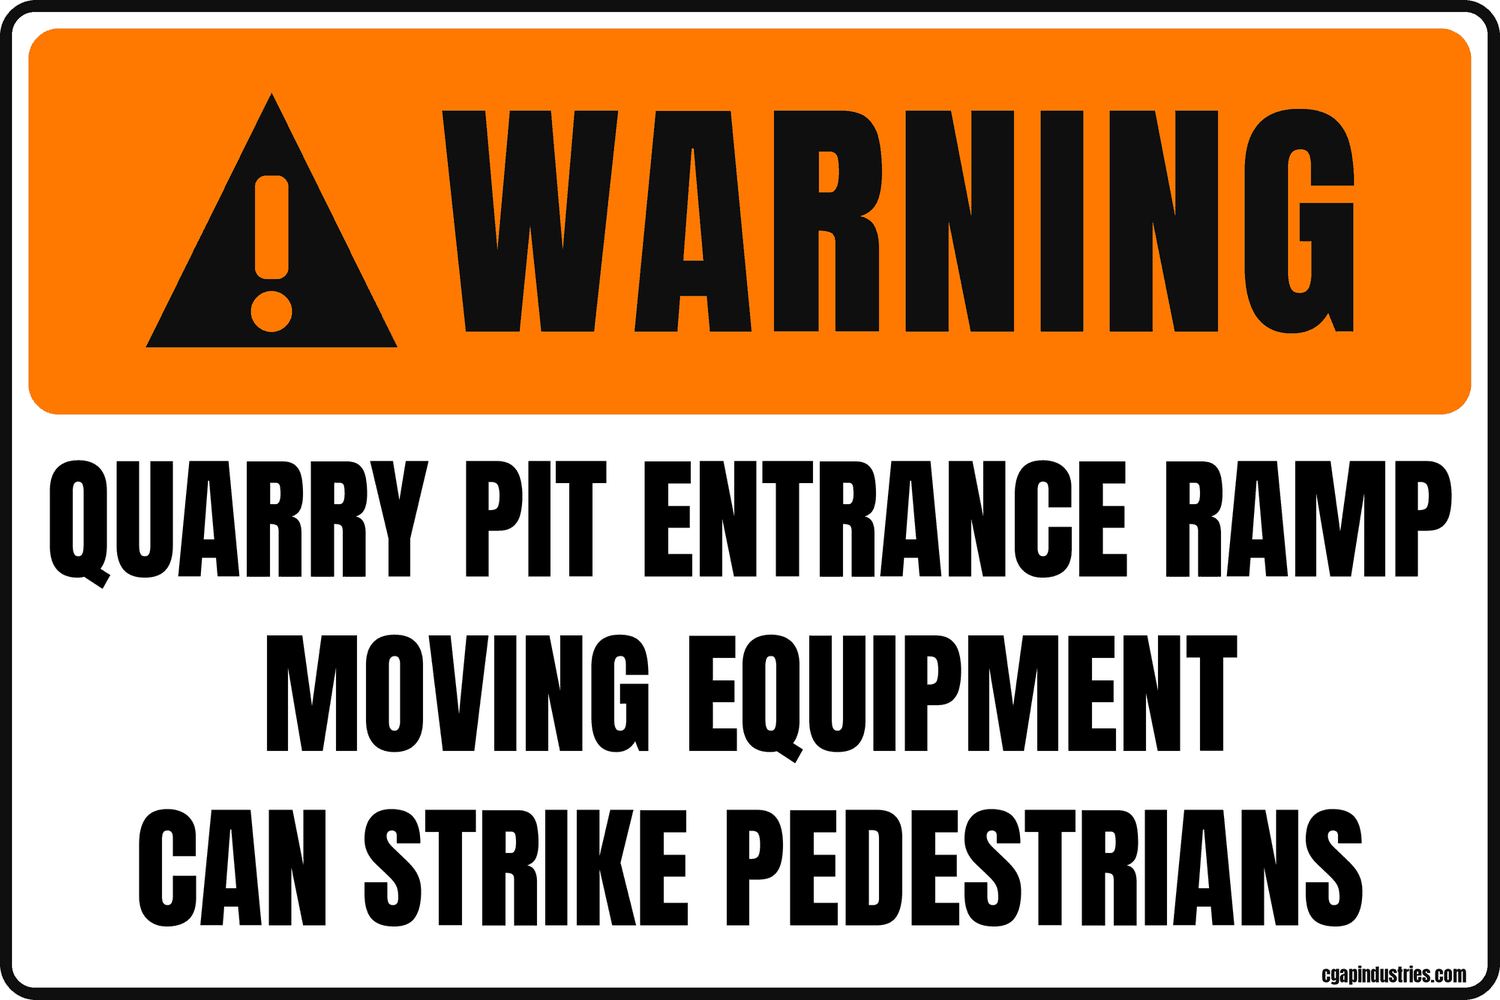 WARNING
QUARRY PIT ENTRANCE RAMP
MOVING EQUIPMENT
CAN STRIKE PEDESTRIANS
cgapindustries.com